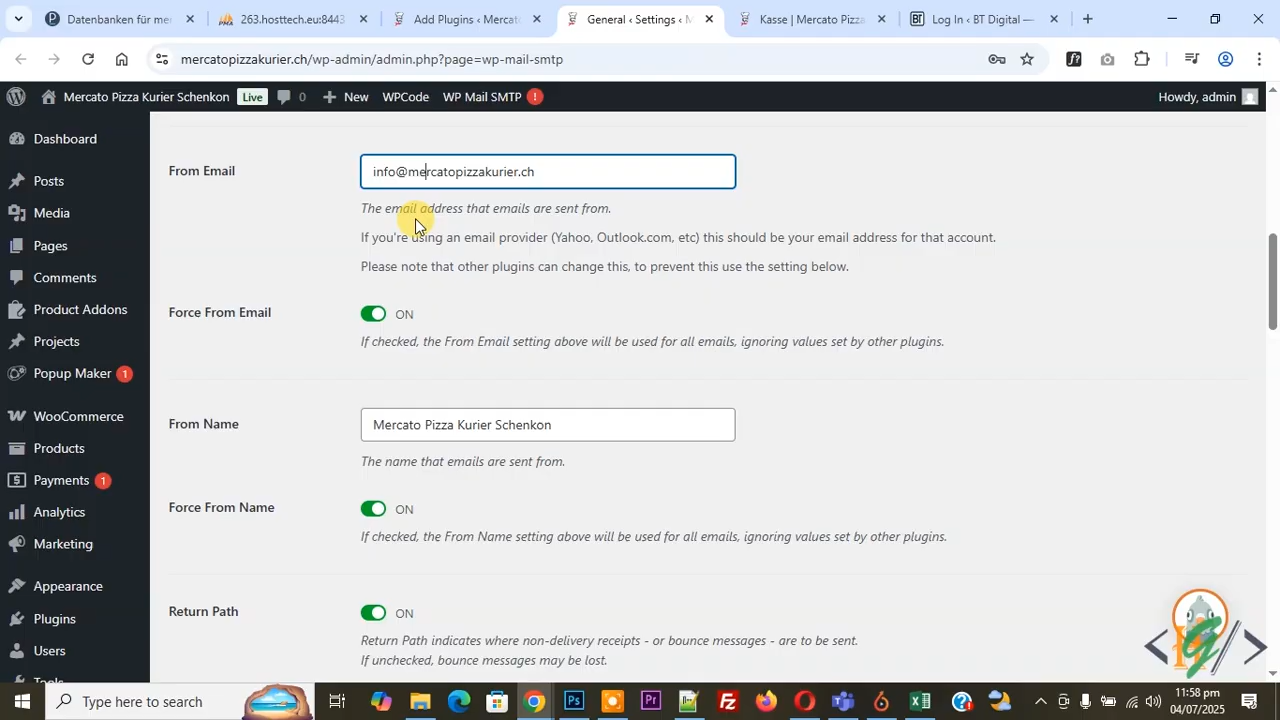 Databanken für me
263.hosttech.eu:8443
Add Plugins ‹ Mercato
General ‹ Settings ‹ M
Kasse | Mercato Pizza
Log In ‹ BT Digital —
mercatopizzakurier.ch/wp-admin/admin.php?page=wp-mail-smtp
Mercato Pizza Kurier Schenkon Live 0 New WPCode WP Mail SMTP ! Howdy, admin
Dashboard
Posts
Media
Pages
Comments
Product Addons
Projects
Popup Maker 1
WooCommerce
Products
Payments 1
Analytics
Marketing
Appearance
Plugins
Users
From Email
info@mercatopizzakurier.ch
The email address that emails are sent from.
If you're using an email provider (Yahoo, Outlook.com, etc) this should be your email address for that account.
Please note that other plugins can change this, to prevent this use the setting below.
Force From Email
ON
If checked, the From Email setting above will be used for all emails, ignoring values set by other plugins.
From Name
Mercato Pizza Kurier Schenkon
The name that emails are sent from.
Force From Name
ON
If checked, the From Name setting above will be used for all emails, ignoring values set by other plugins.
Return Path
ON
Return Path indicates where non-delivery receipts - or bounce messages - are to be sent.
If unchecked, bounce messages may be lost.
Type here to search
11:58 pm
04/07/2025